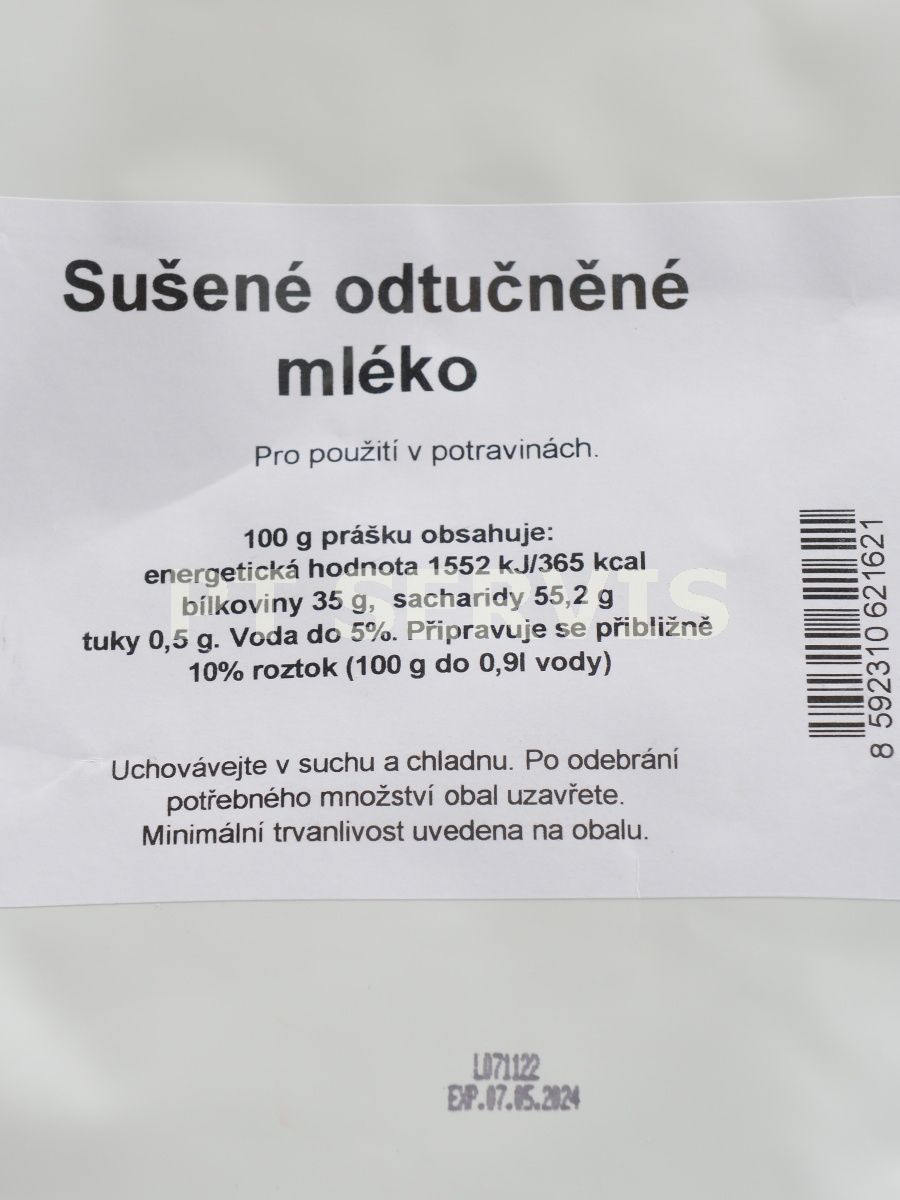 Sušené odtučněné
mléko
Pro použití v potravinách.
100 g prášku obsahuje:
energetická hodnota 1552 kJ/365 kcal
bílkoviny 35 g, sacharidy 55,2 g
tuky 0,5 g. Voda do 5%. Připravuje se přibližně
10% roztok (100 g do 0,9l vody)
PT SERVIS
Uchovávejte v suchu a chladnu. Po odebrání
potřebného množství obal uzavřete.
Minimální trvanlivost uvedena na obalu.
8 592310 621621
L071122
EXP.07.05.2024